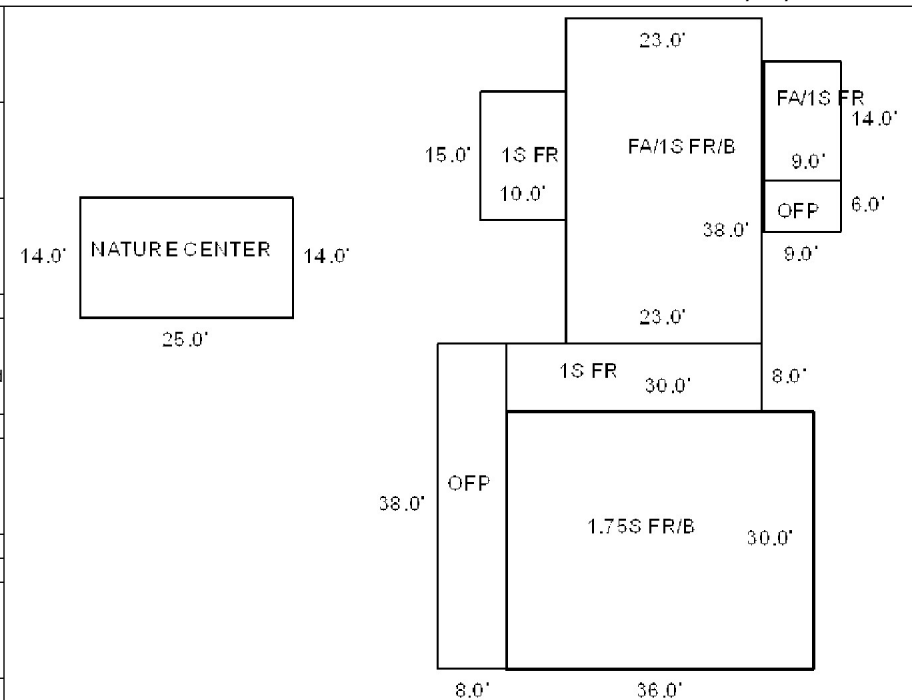 23.0'
FA/1S FR
14.0'
15.0'
1S FR
FA/1S FR/B
9.0'
10.0'
OFP
6.0'
38.0'
9.0'
14.0'
NATURE CENTER
14.0'
25.0'
23.0'
1S FR
30.0'
8.0'
OFP
38.0'
1.75S FR/B
30.0'
8.0'
36.0'